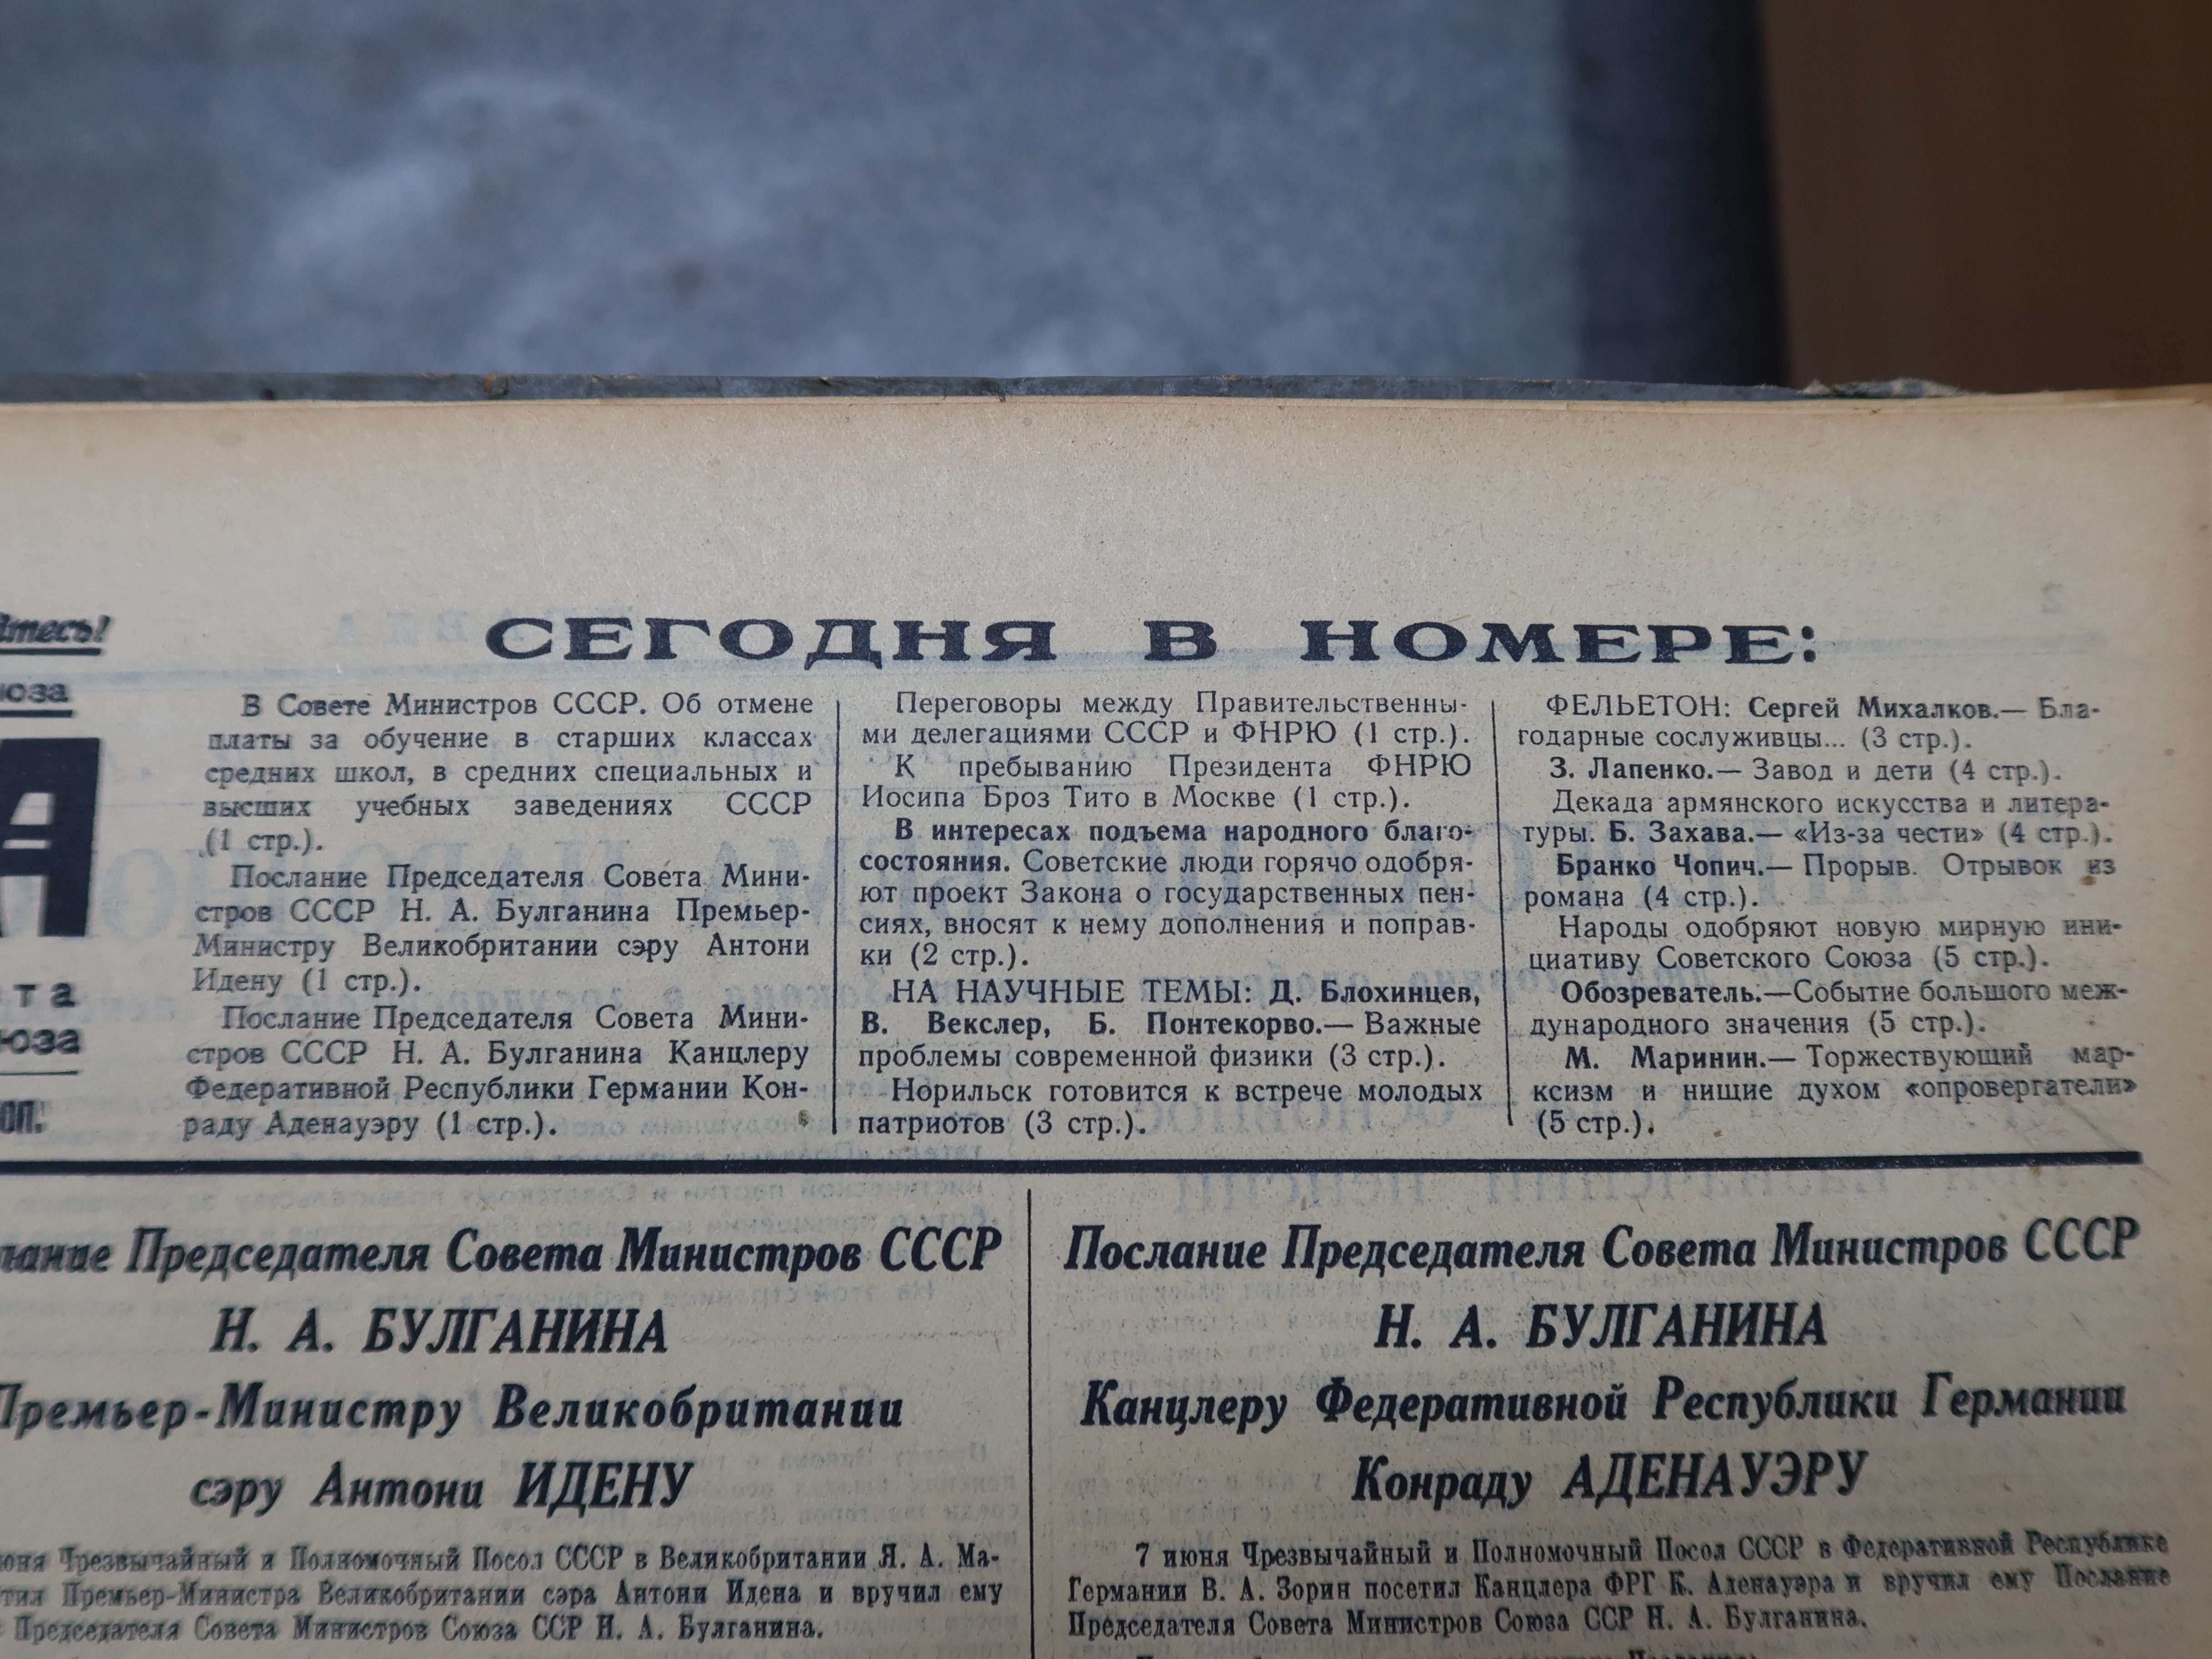 СЕГОДНЯ В НОМЕРЕ:
В Совете Министров СССР. Об отмене
платы за обучение в старших классах
средних школ, в средних специальных и
высших учебных заведениях СССР
(1 стр.).
Послание Председателя Совета Мини-
стров СССР Н. А. Булганина Премьер-
Министру Великобритании сэру Антони
Идену (1 стр.).
Послание Председателя Совета Мини-
стров СССР Н. А. Булганина Канцлеру
Федеративной Республики Германии Кон-
раду Аденауэру (1 стр.).
Переговоры между Правительственны-
ми делегациями СССР и ФНРЮ (1 стр.).
К пребыванию Президента ФНРЮ
Иосипа Броз Тито в Москве (1 стр.).
В интересах подъема народного благо-
состояния. Советские люди горячо одобря-
ют проект Закона о государственных пен-
сиях, вносят к нему дополнения и поправ-
ки (2 стр.).
НА НАУЧНЫЕ ТЕМЫ: Д. Блохинцев,
В. Векслер, Б. Понтекорво.— Важные
проблемы современной физики (3 стр.).
Норильск готовится к встрече молодых
патриотов (3 стр.).
ФЕЛЬЕТОН: Сергей Михалков.— Бла-
годарные сослуживцы... (3 стр.).
З. Лапенко.— Завод и дети (4 стр.).
Декада армянского искусства и литера-
туры. Б. Захава.— «Из-за чести» (4 стр.).
Бранко Чопич.— Прорыв. Отрывок из
романа (4 стр.).
Народы одобряют новую мирную ини-
циативу Советского Союза (5 стр.).
Обозреватель.—Событие большого меж-
дународного значения (5 стр.).
М. Маринин.— Торжествующий мар-
ксизм и нищие духом «опровергатели»
(5 стр.).
йтесь!
юза
А
та
юза
оп.
лание Председателя Совета Министров СССР
Н. А. БУЛГАНИНА
Премьер-Министру Великобритании
сэру Антони ИДЕНУ
юня Чрезвычайный и Полномочный Посол СССР в Великобритании Я. А. Ма-
тил Премьер-Министра Великобритании сэра Антони Идена и вручил ему
Председателя Совета Министров Союза ССР Н. А. Булганина.
Послание Председателя Совета Министров СССР
Н. А. БУЛГАНИНА
Канцлеру Федеративной Республики Германии
Конраду АДЕНАУЭРУ
7 июня Чрезвычайный и Полномочный Посол СССР в Федеративной Республике
Германии В. А. Зорин посетил Канцлера ФРГ К. Аденауэра и вручил ему Послание
Председателя Совета Министров Союза ССР Н. А. Булганина.